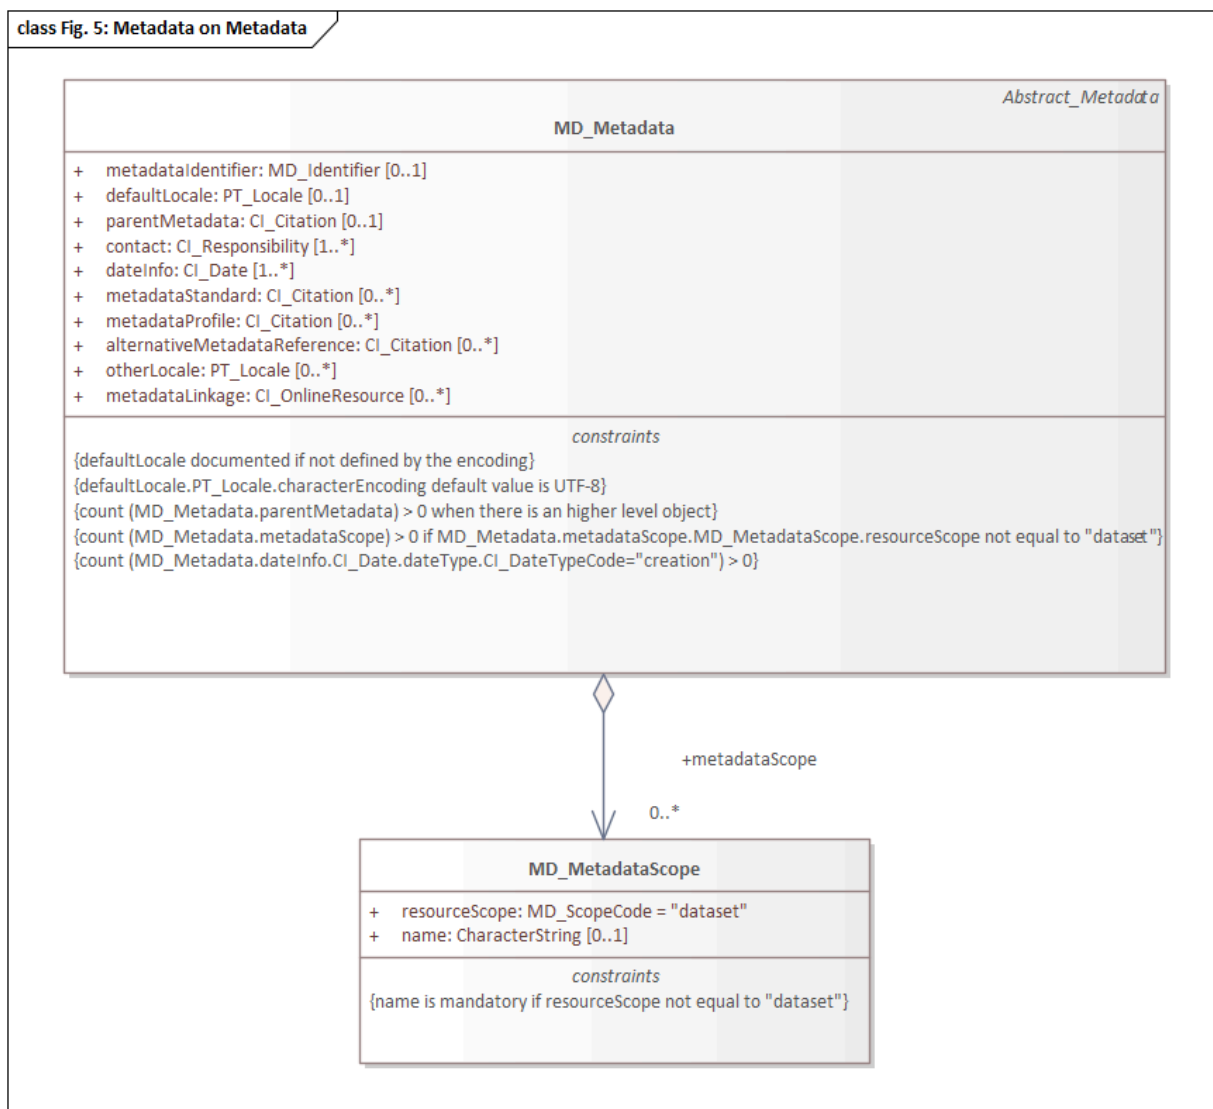 class Fig. 5: Metadata on Metadata
Abstract_Metadata
MD_Metadata
+ metadataIdentifier: MD_Identifier [0..1]
+ defaultLocale: PT_Locale [0..1]
+ parentMetadata: CI_Citation [0..1]
+ contact: CI_Responsibility [1..*]
+ dateInfo: CI_Date [1..*]
+ metadataStandard: CI_Citation [0..*]
+ metadataProfile: CI_Citation [0..*]
+ alternativeMetadataReference: CI_Citation [0..*]
+ otherLocale: PT_Locale [0..*]
+ metadataLinkage: CI_OnlineResource [0..*]
constraints
{defaultLocale documented if not defined by the encoding}
{defaultLocale.PT_Locale.characterEncoding default value is UTF-8}
{count (MD_Metadata.parentMetadata) > 0 when there is an higher level object}
{count (MD_Metadata.metadataScope) > 0 if MD_Metadata.metadataScope.MD_MetadataScope.resourceScope not equal to "dataset"}
{count (MD_Metadata.dateInfo.CI_Date.dateType.CI_DateTypeCode="creation") > 0}
+metadataScope
0..*
MD_MetadataScope
+ resourceScope: MD_ScopeCode = "dataset"
+ name: CharacterString [0..1]
constraints
{name is mandatory if resourceScope not equal to "dataset"}